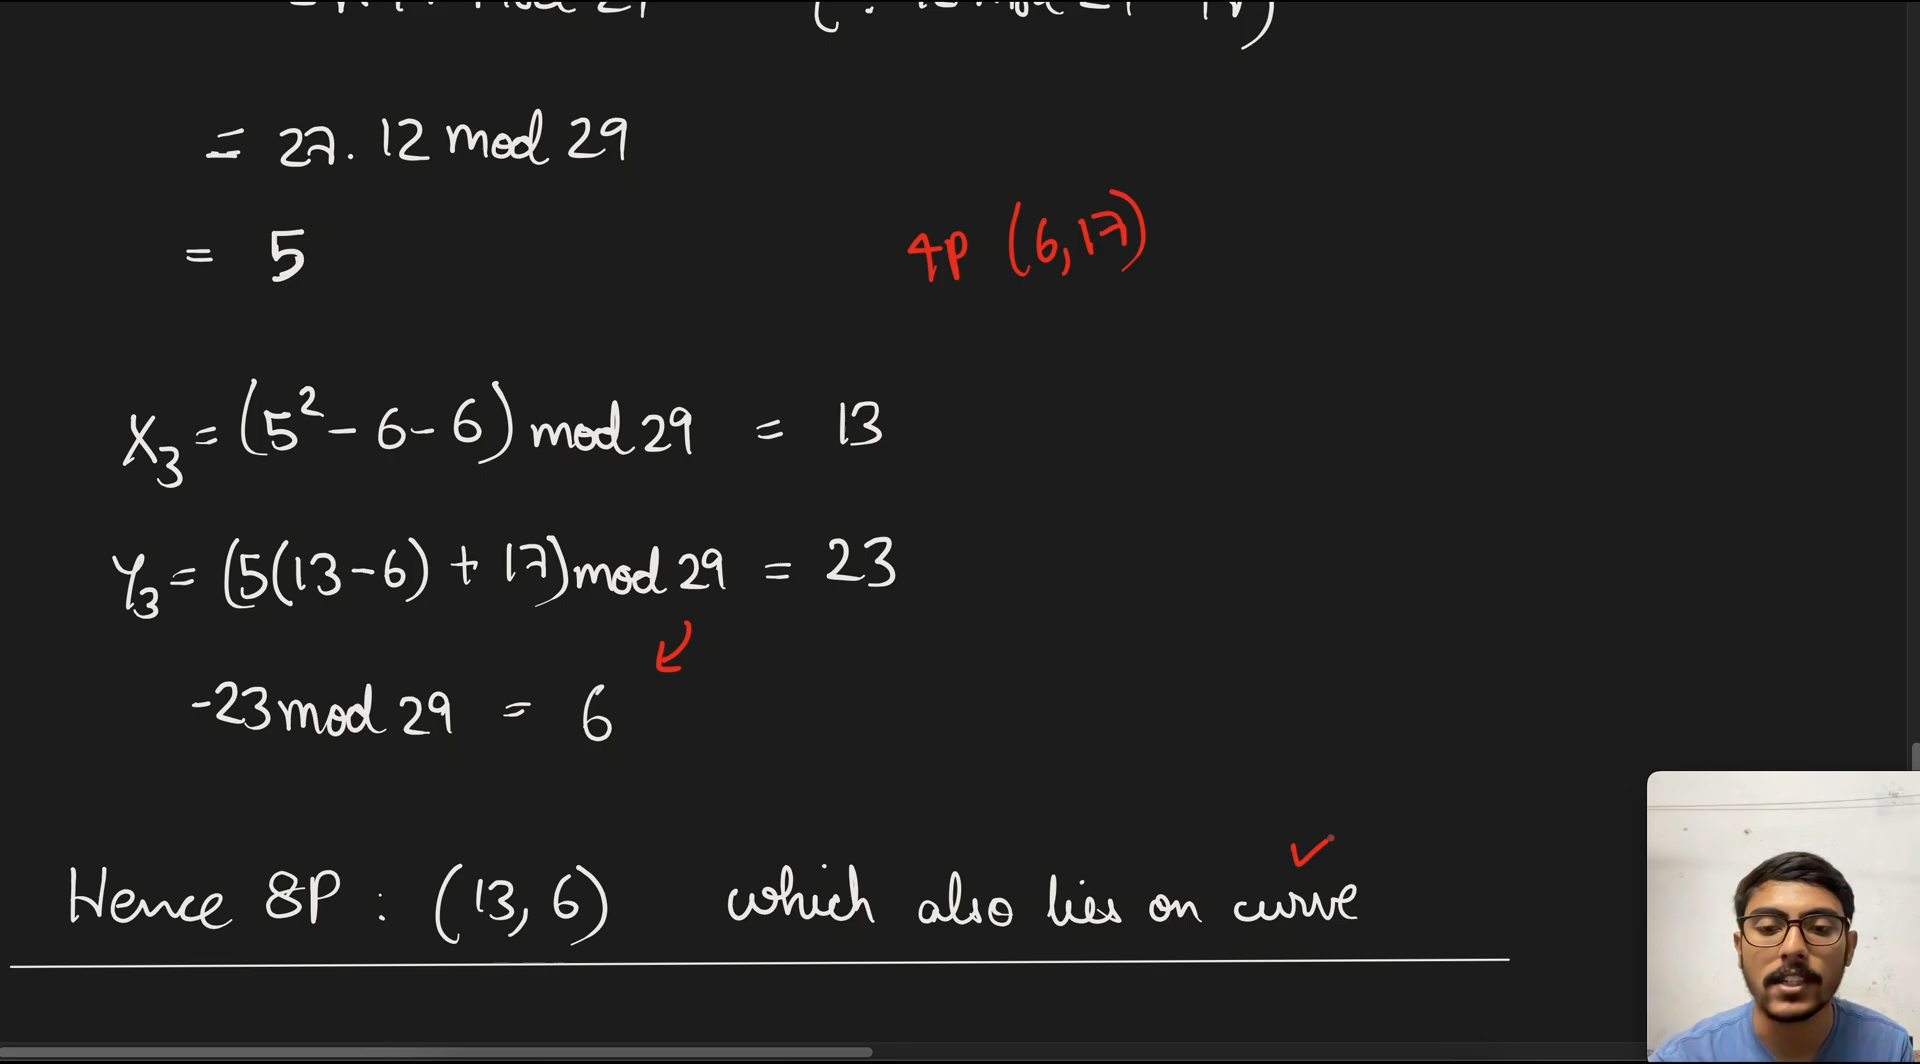 = 27. 12 mod 29
= 5
4P (6,17)
X₃ = (5² - 6 - 6) mod 29 = 13
Y₃ = (5(13-6) + 17) mod 29 = 23
-23 mod 29 = 6
Hence 8P : (13, 6) which also lies on curve